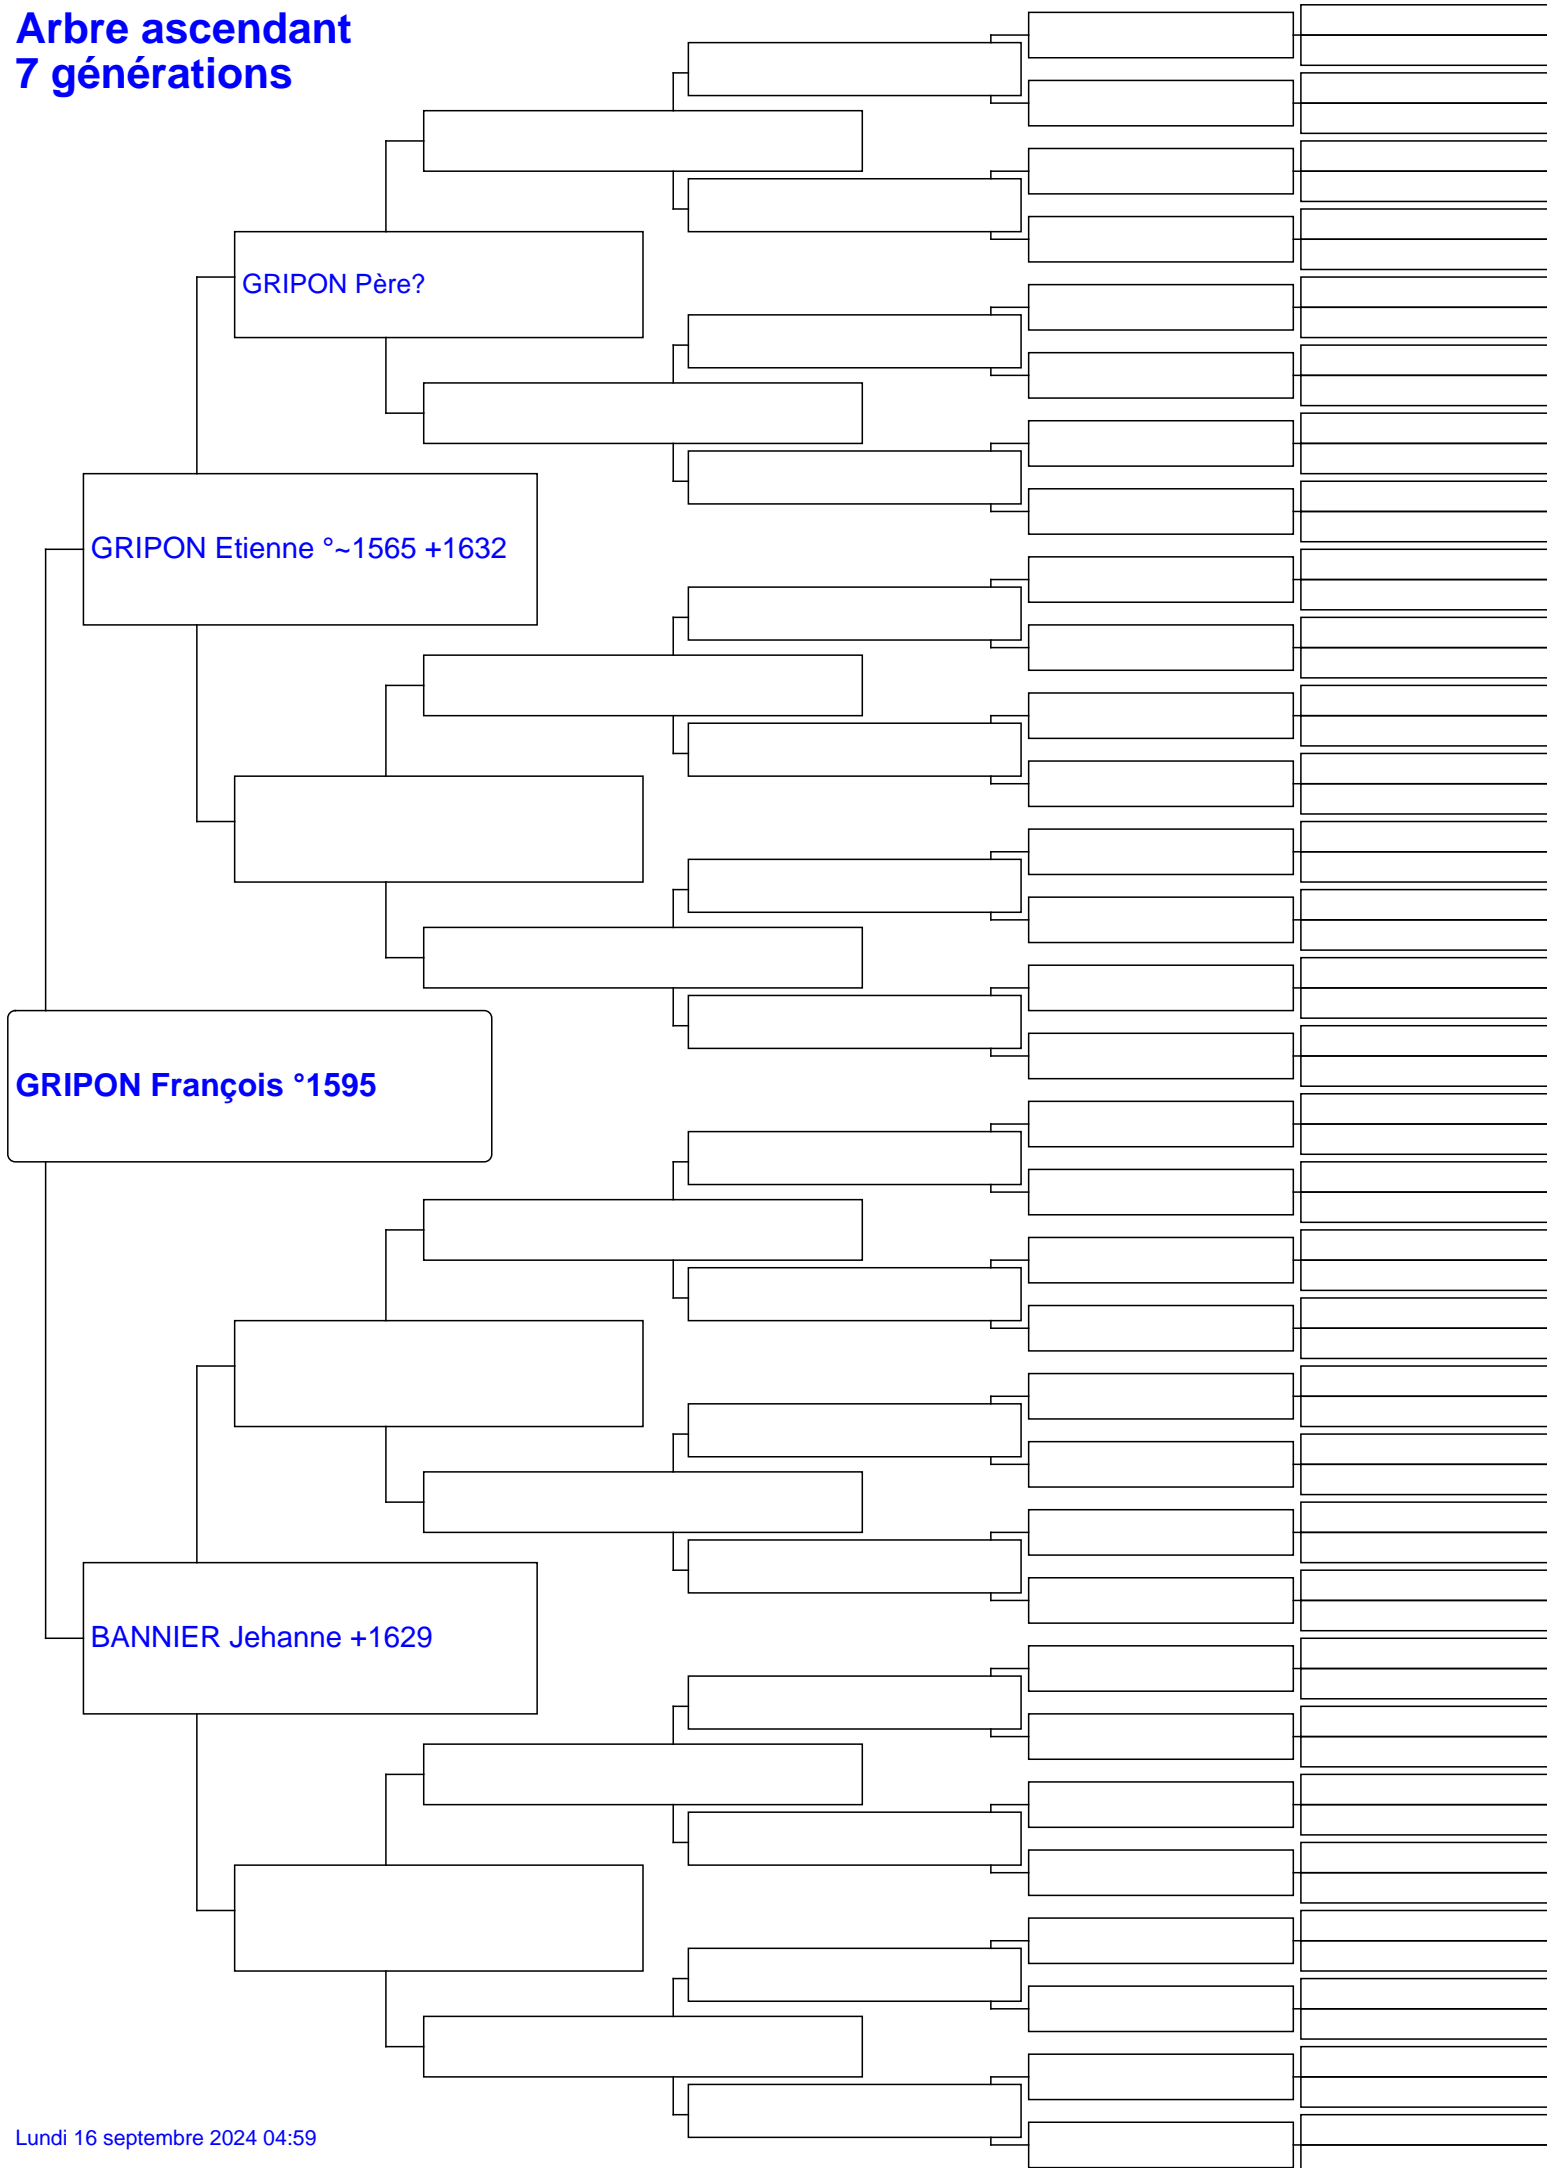 Arbre ascendant
7 générations
GRIPON Père?
GRIPON Etienne °~1565 +1632
GRIPON François °1595
BANNIER Jehanne +1629
Lundi 16 septembre 2024 04:59